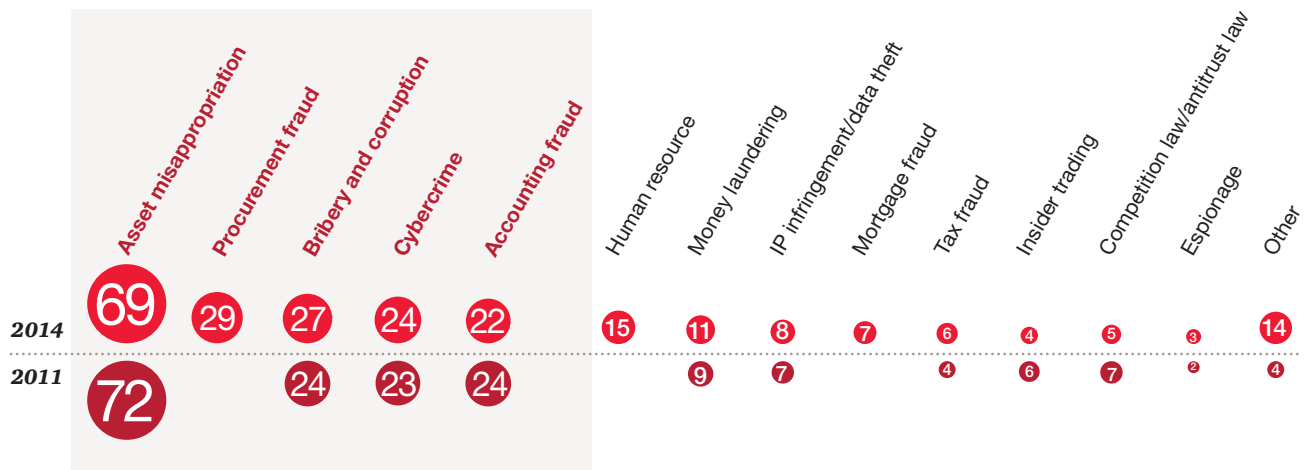 Asset misappropriation
Procurement fraud
Bribery and corruption
Cybercrime
Accounting fraud
Human resource
Money laundering
IP infringement/data theft
Mortgage fraud
Tax fraud
Insider trading
Competition law/antitrust law
Espionage
Other
2014 69 29 27 24 22 15 11 8 7 6 4 5 3 14
2011 72 24 23 24 9 7 4 6 7 2 4